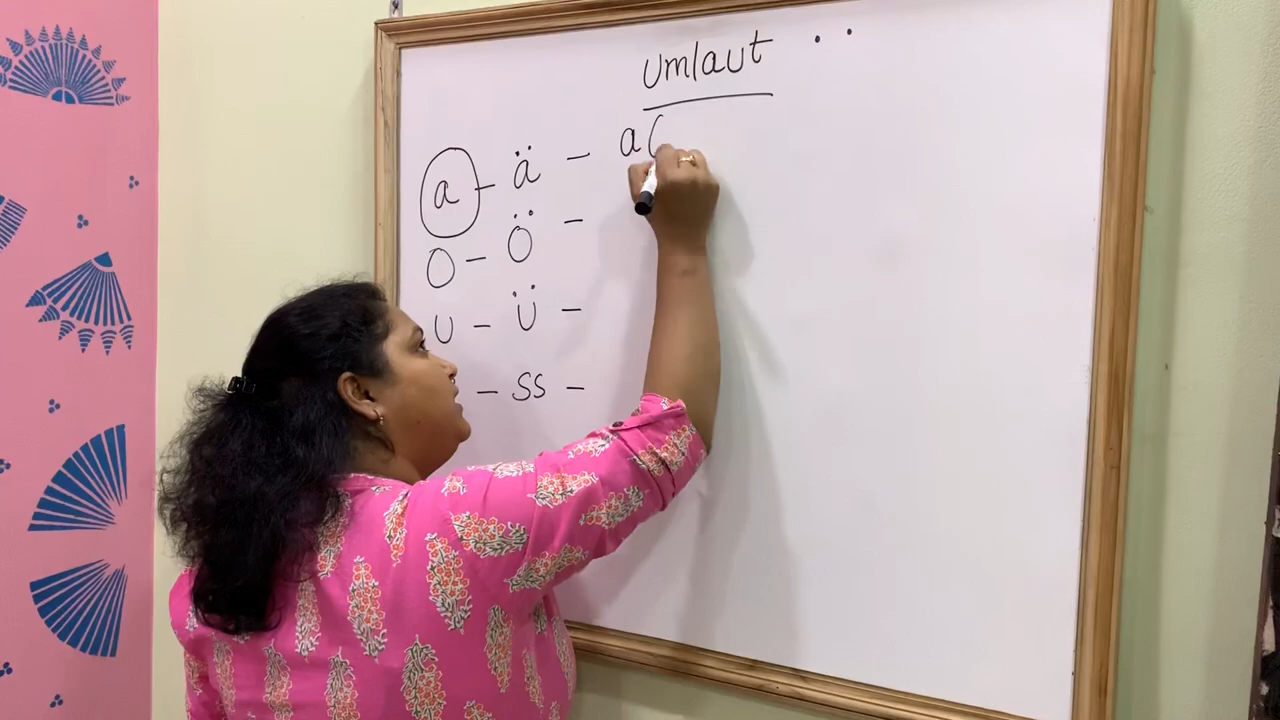 Umlaut ..
a - ä - a(
O - Ö -
U - Ü -
- SS -